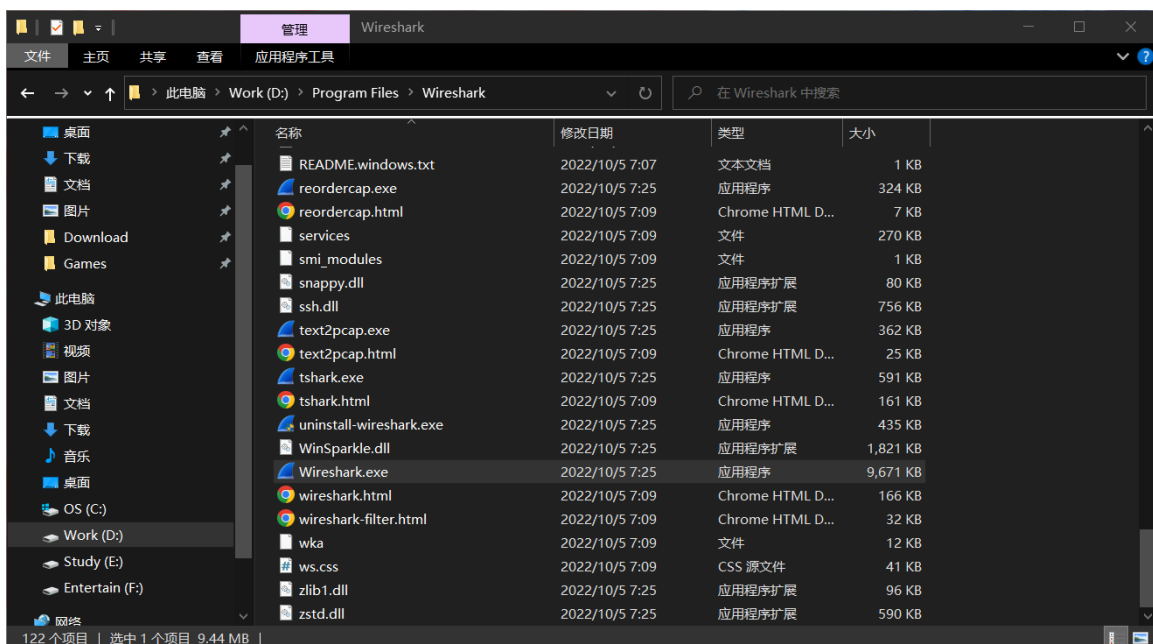 管理 Wireshark
文件 主页 共享 查看 应用程序工具
此电脑 > Work (D:) > Program Files > Wireshark 在 Wireshark 中搜索
桌面
下载
文档
图片
Download
Games
此电脑
3D 对象
视频
图片
文档
下载
音乐
桌面
OS (C:)
Work (D:)
Study (E:)
Entertain (F:)
网络
名称 修改日期 类型 大小
README.windows.txt 2022/10/5 7:07 文本文档 1 KB
reordercap.exe 2022/10/5 7:25 应用程序 324 KB
reordercap.html 2022/10/5 7:09 Chrome HTML D... 7 KB
services 2022/10/5 7:09 文件 270 KB
smi_modules 2022/10/5 7:09 文件 1 KB
snappy.dll 2022/10/5 7:25 应用程序扩展 80 KB
ssh.dll 2022/10/5 7:25 应用程序扩展 756 KB
text2pcap.exe 2022/10/5 7:25 应用程序 362 KB
text2pcap.html 2022/10/5 7:09 Chrome HTML D... 25 KB
tshark.exe 2022/10/5 7:25 应用程序 591 KB
tshark.html 2022/10/5 7:09 Chrome HTML D... 161 KB
uninstall-wireshark.exe 2022/10/5 7:25 应用程序 435 KB
WinSparkle.dll 2022/10/5 7:25 应用程序扩展 1,821 KB
Wireshark.exe 2022/10/5 7:25 应用程序 9,671 KB
wireshark.html 2022/10/5 7:09 Chrome HTML D... 166 KB
wireshark-filter.html 2022/10/5 7:09 Chrome HTML D... 32 KB
wka 2022/10/5 7:09 文件 12 KB
ws.css 2022/10/5 7:09 CSS 源文件 41 KB
zlib1.dll 2022/10/5 7:25 应用程序扩展 96 KB
zstd.dll 2022/10/5 7:25 应用程序扩展 590 KB
122 个项目 | 选中 1 个项目 9.44 MB |